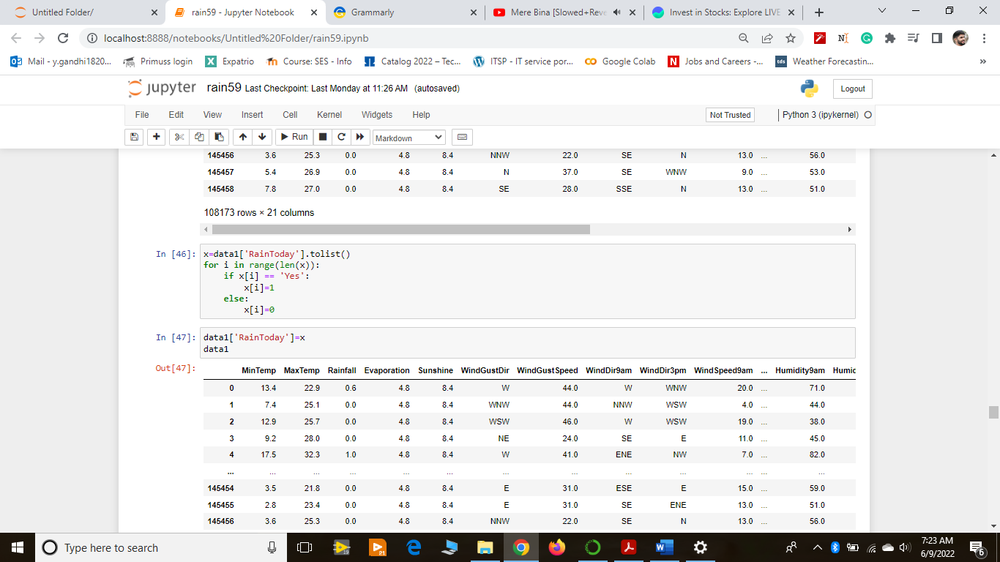 Untitled Folder/
rain59 - Jupyter Notebook
Grammarly
Mere Bina [Slowed+Reve
Invest in Stocks: Explore LIVE
localhost:8888/notebooks/Untitled%20Folder/rain59.ipynb
Mail - y.gandhi1820...
Primuss login
Expatrio
Course: SES - Info
Catalog 2022 – Tec...
ITSP - IT service por...
Google Colab
Jobs and Careers -...
Weather Forecastin...
jupyter rain59 Last Checkpoint: Last Monday at 11:26 AM (autosaved)
Logout
File Edit View Insert Cell Kernel Widgets Help
Not Trusted
Python 3 (ipykernel)
Run
Markdown
145456 3.6 25.3 0.0 4.8 8.4 NNW 22.0 SE N 13.0 ... 56.0
145457 5.4 26.9 0.0 4.8 8.4 N 37.0 SE WNW 9.0 ... 53.0
145458 7.8 27.0 0.0 4.8 8.4 SE 28.0 SSE N 13.0 ... 51.0
108173 rows × 21 columns
In [46]:
x=data1['RainToday'].tolist()
for i in range(len(x)):
    if x[i] == 'Yes':
        x[i]=1
    else:
        x[i]=0
In [47]:
data1['RainToday']=x
data1
Out[47]:
MinTemp MaxTemp Rainfall Evaporation Sunshine WindGustDir WindGustSpeed WindDir9am WindDir3pm WindSpeed9am ... Humidity9am Humid
0 13.4 22.9 0.6 4.8 8.4 W 44.0 W WNW 20.0 ... 71.0
1 7.4 25.1 0.0 4.8 8.4 WNW 44.0 NNW WSW 4.0 ... 44.0
2 12.9 25.7 0.0 4.8 8.4 WSW 46.0 W WSW 19.0 ... 38.0
3 9.2 28.0 0.0 4.8 8.4 NE 24.0 SE E 11.0 ... 45.0
4 17.5 32.3 1.0 4.8 8.4 W 41.0 ENE NW 7.0 ... 82.0
... ... ... ... ... ... ... ... ... ... ... ... ...
145454 3.5 21.8 0.0 4.8 8.4 E 31.0 ESE E 15.0 ... 59.0
145455 2.8 23.4 0.0 4.8 8.4 E 31.0 SE ENE 13.0 ... 51.0
145456 3.6 25.3 0.0 4.8 8.4 NNW 22.0 SE N 13.0 ... 56.0
Type here to search
7:23 AM
6/9/2022
6